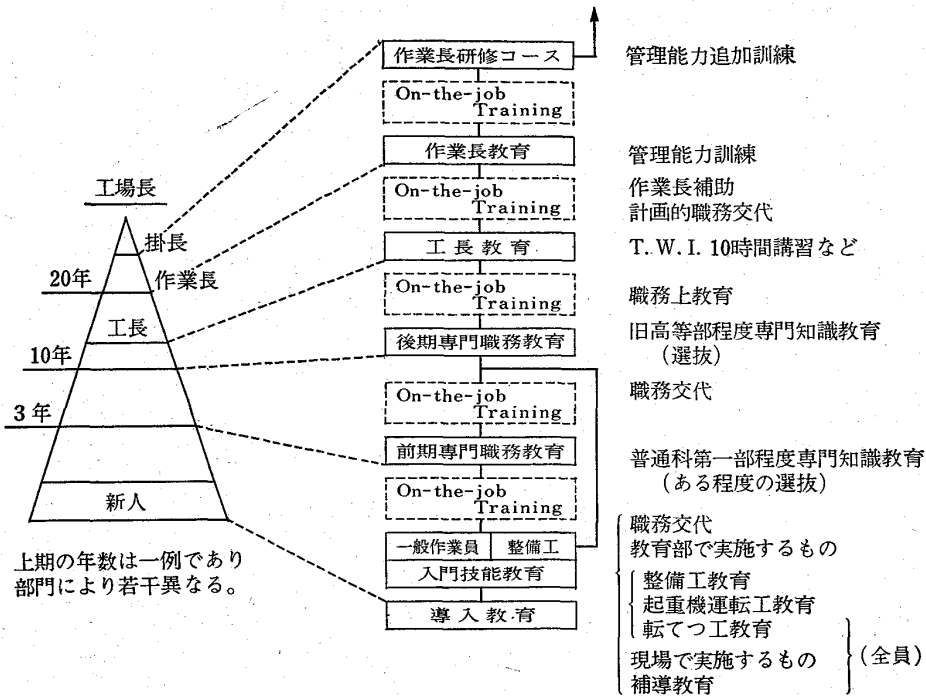 作業長研修コース
管理能力追加訓練
On-the-job
Training
作業長教育
管理能力訓練
On-the-job
Training
作業長補助
計画的職務交代
工長教育
T.W.I. 10時間講習など
On-the-job
Training
職務上教育
後期専門職務教育
旧高等部程度専門知識教育
(選抜)
On-the-job
Training
職務交代
前期専門職務教育
普通科第一部程度専門知識教育
(ある程度の選抜)
On-the-job
Training
一般作業員
整備工
入門技能教育
導入教育
職務交代
教育部で実施するもの
整備工教育
起重機運転工教育
転てつ工教育
現場で実施するもの
補導教育
(全員)
工場長
掛長
20年
作業長
工長
10年
3年
新人
上期の年数は一例であり
部門により若干異なる。